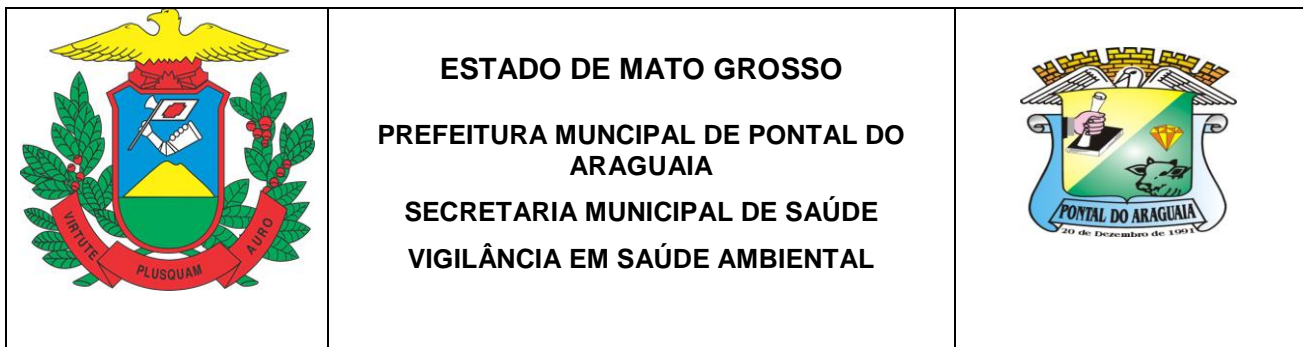 VIRTUTE PLUSQUAM AURO
ESTADO DE MATO GROSSO
PREFEITURA MUNCIPAL DE PONTAL DO
ARAGUAIA
SECRETARIA MUNICIPAL DE SAÚDE
VIGILÂNCIA EM SAÚDE AMBIENTAL
PONTAL DO ARAGUAIA
20 de Dezembro de 1991